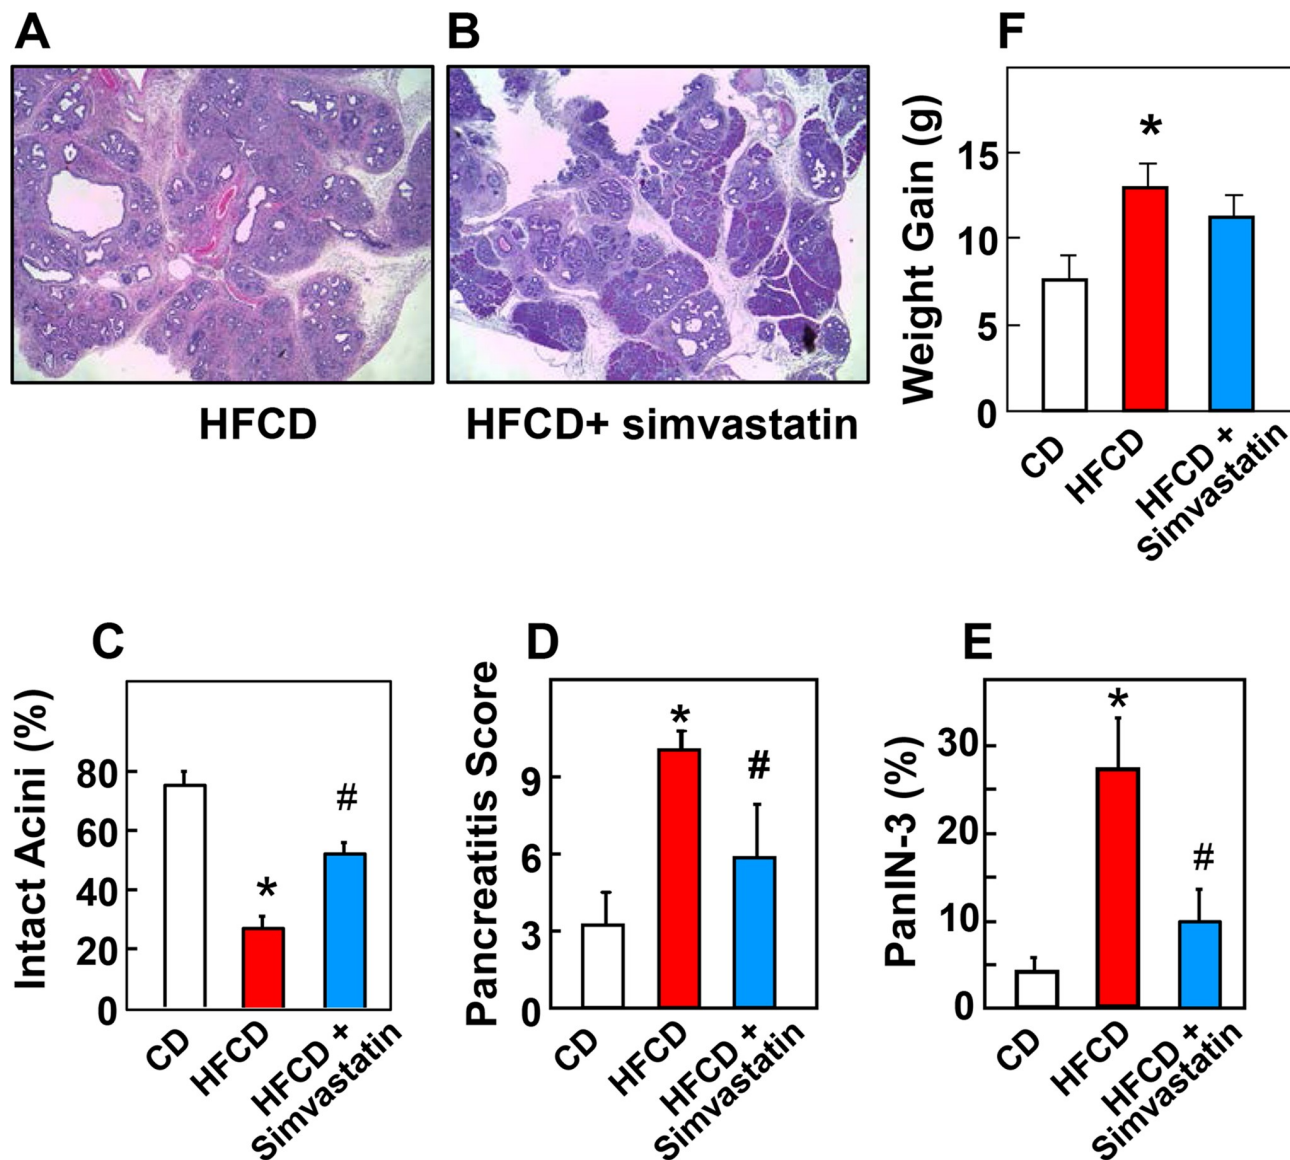 A
B
F
HFCD
HFCD+ simvastatin
Weight Gain (g)
15
10
5
0
*
CD
HFCD
HFCD +
Simvastatin
C
D
E
Intact Acini (%)
80
60
40
20
0
*
#
CD
HFCD
HFCD +
Simvastatin
Pancreatitis Score
9
6
3
0
*
#
CD
HFCD
HFCD +
Simvastatin
PanIN-3 (%)
30
20
10
0
*
#
CD
HFCD
HFCD +
Simvastatin